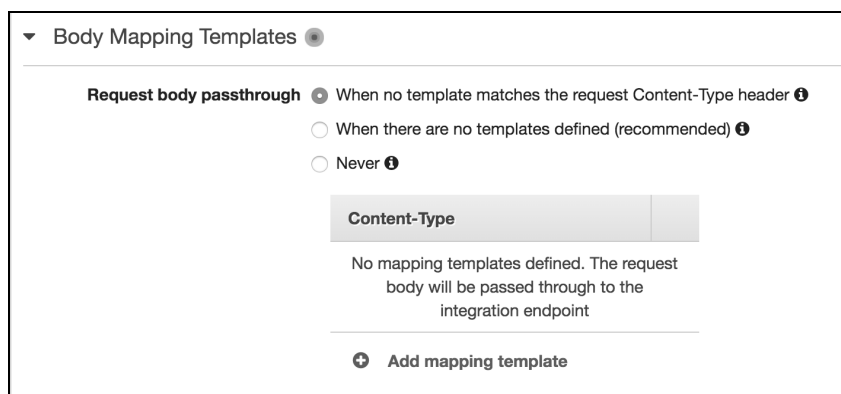 Body Mapping Templates
Request body passthrough When no template matches the request Content-Type header
When there are no templates defined (recommended)
Never
Content-Type
No mapping templates defined. The request
body will be passed through to the
integration endpoint
Add mapping template